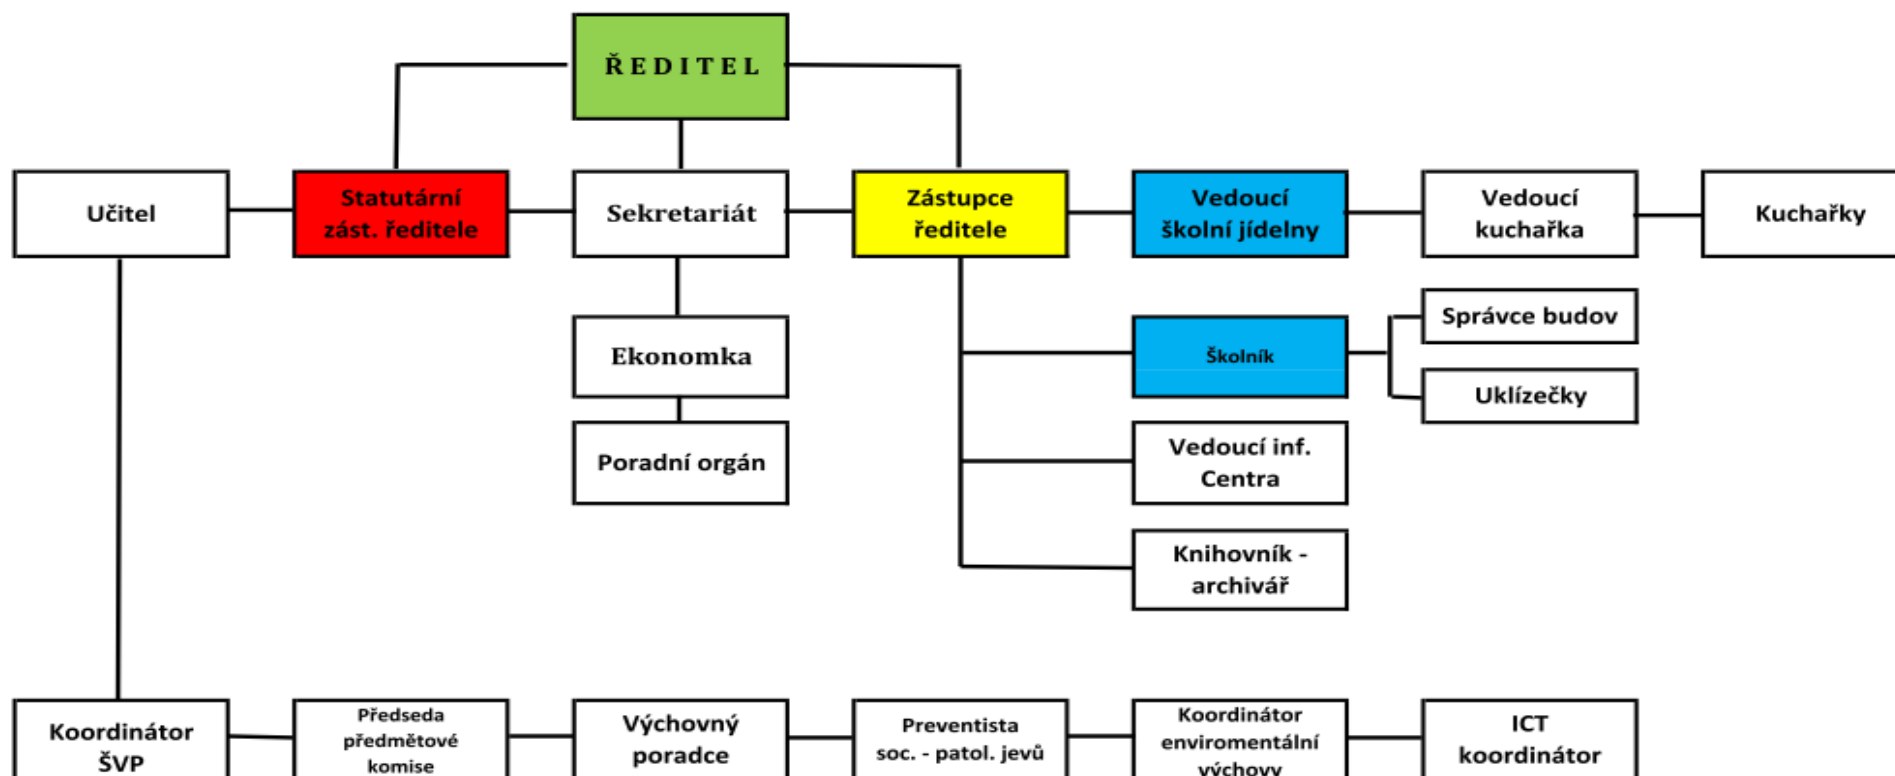 ŘEDITEL
Učitel
Statutární
zást. ředitele
Sekretariát
Zástupce
ředitele
Vedoucí
školní jídelny
Vedoucí
kuchařka
Kuchařky
Správce budov
Ekonomka
Školník
Uklízečky
Poradní orgán
Vedoucí inf.
Centra
Knihovník -
archivář
Koordinátor
ŠVP
Předseda
předmětové
komise
Výchovný
poradce
Preventista
soc. - patol. jevů
Koordinátor
enviromentální
výchovy
ICT
koordinátor